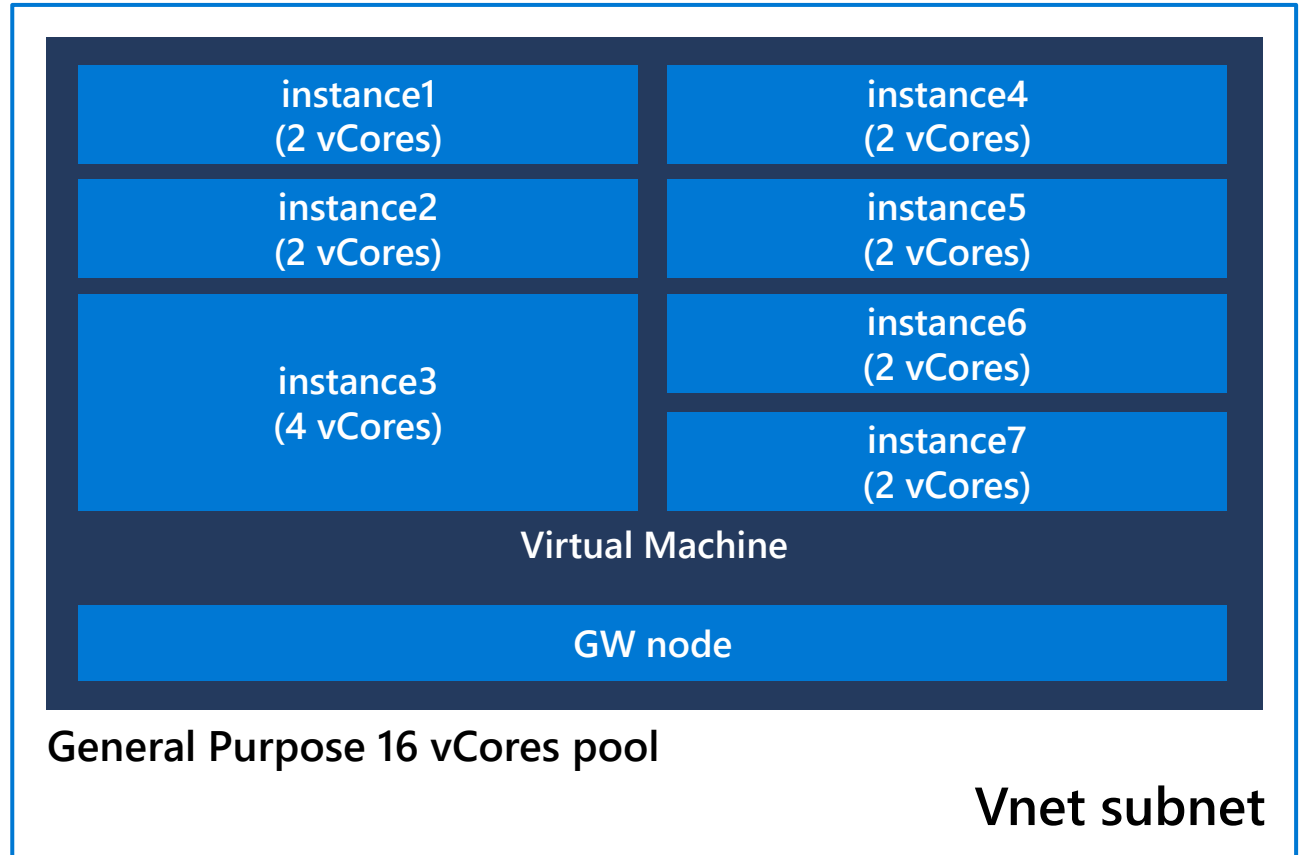 instance1
(2 vCores)
instance2
(2 vCores)
instance3
(4 vCores)
instance4
(2 vCores)
instance5
(2 vCores)
instance6
(2 vCores)
instance7
(2 vCores)
Virtual Machine
GW node
General Purpose 16 vCores pool
Vnet subnet